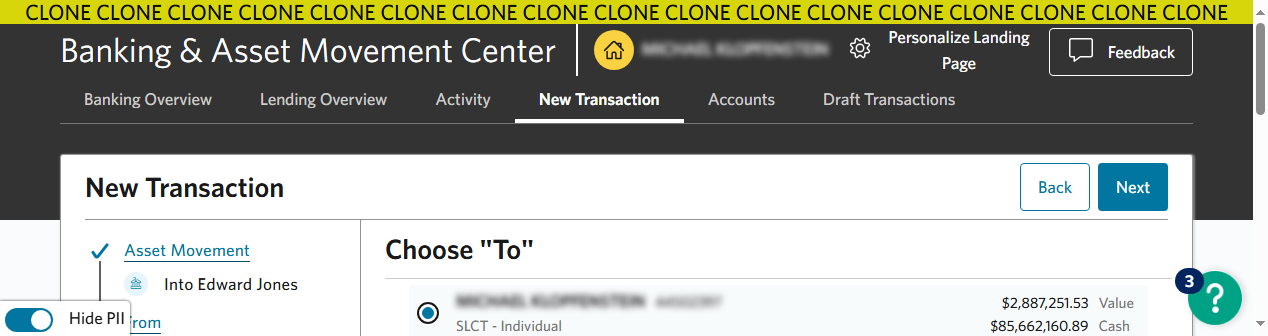 CLONE CLONE CLONE CLONE CLONE CLONE CLONE CLONE CLONE CLONE CLONE CLONE CLONE CLONE CLONE CLONE CLONE
Banking & Asset Movement Center
Personalize Landing
Page
Feedback
Banking Overview Lending Overview Activity New Transaction Accounts Draft Transactions
New Transaction
Back Next
Asset Movement
Into Edward Jones
Choose "To"
$2,887,251.53 Value
SLCT - Individual
$85,662,160.89 Cash
3
?
Hide PII
From